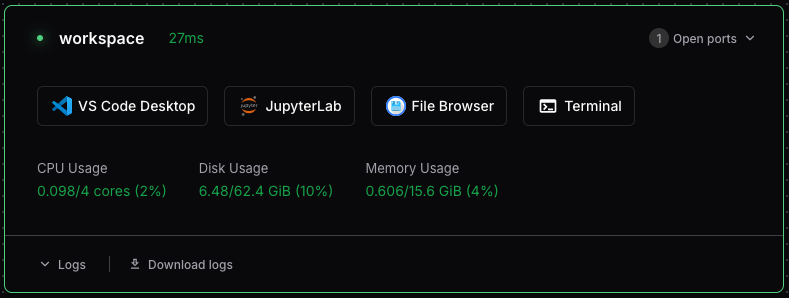 workspace 27ms 1 Open ports
VS Code Desktop jupyter JupyterLab File Browser Terminal
CPU Usage Disk Usage Memory Usage
0.098/4 cores (2%) 6.48/62.4 GiB (10%) 0.606/15.6 GiB (4%)
Logs Download logs